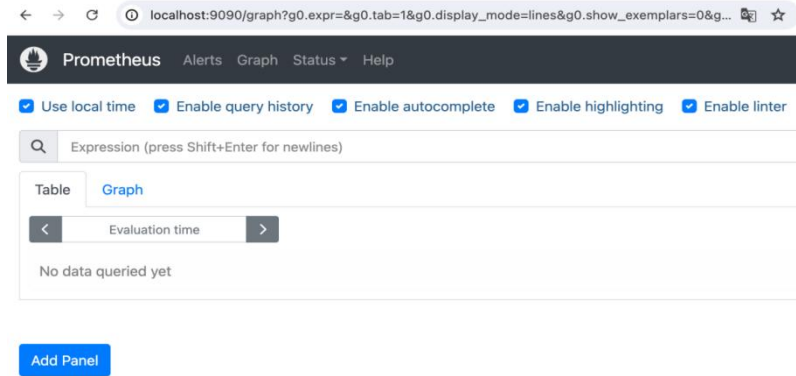 localhost:9090/graph?g0.expr=&g0.tab=1&g0.display_mode=lines&g0.show_exemplars=0&g...
Prometheus Alerts Graph Status Help
Use local time Enable query history Enable autocomplete Enable highlighting Enable linter
Expression (press Shift+Enter for newlines)
Table Graph
Evaluation time
No data queried yet
Add Panel